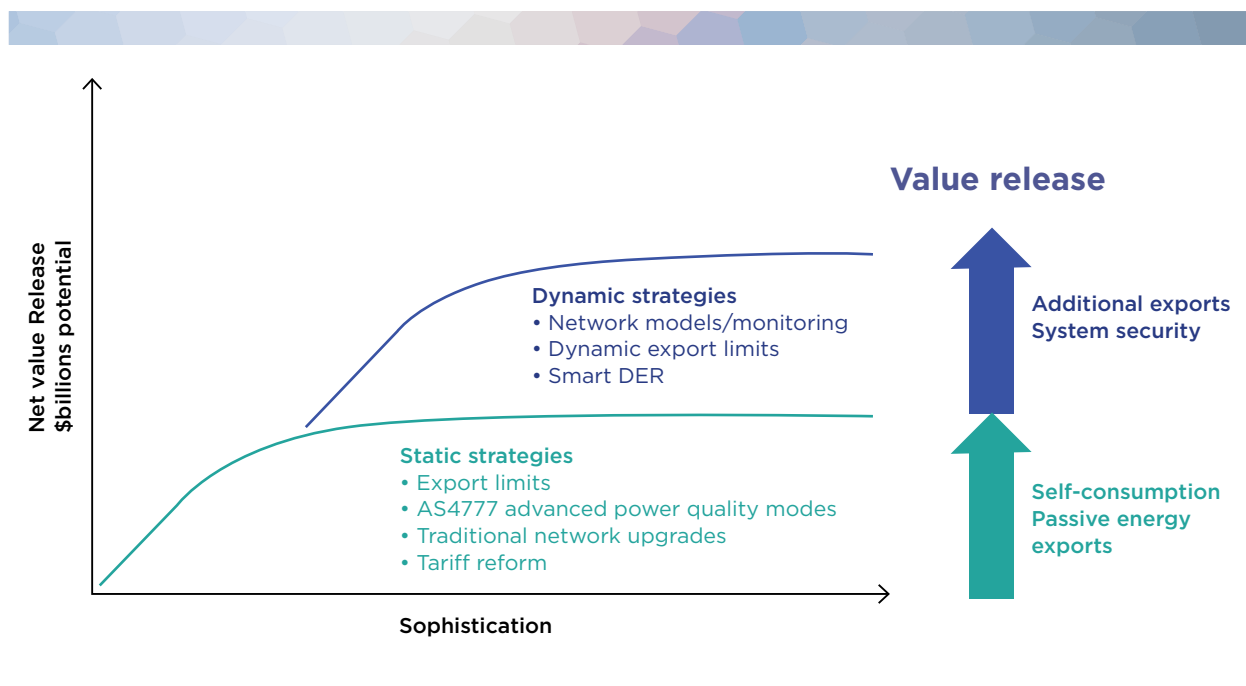 Value release
Net value Release
$billions potential
Dynamic strategies
• Network models/monitoring
• Dynamic export limits
• Smart DER
Additional exports
System security
Static strategies
• Export limits
• AS4777 advanced power quality modes
• Traditional network upgrades
• Tariff reform
Self-consumption
Passive energy
exports
Sophistication